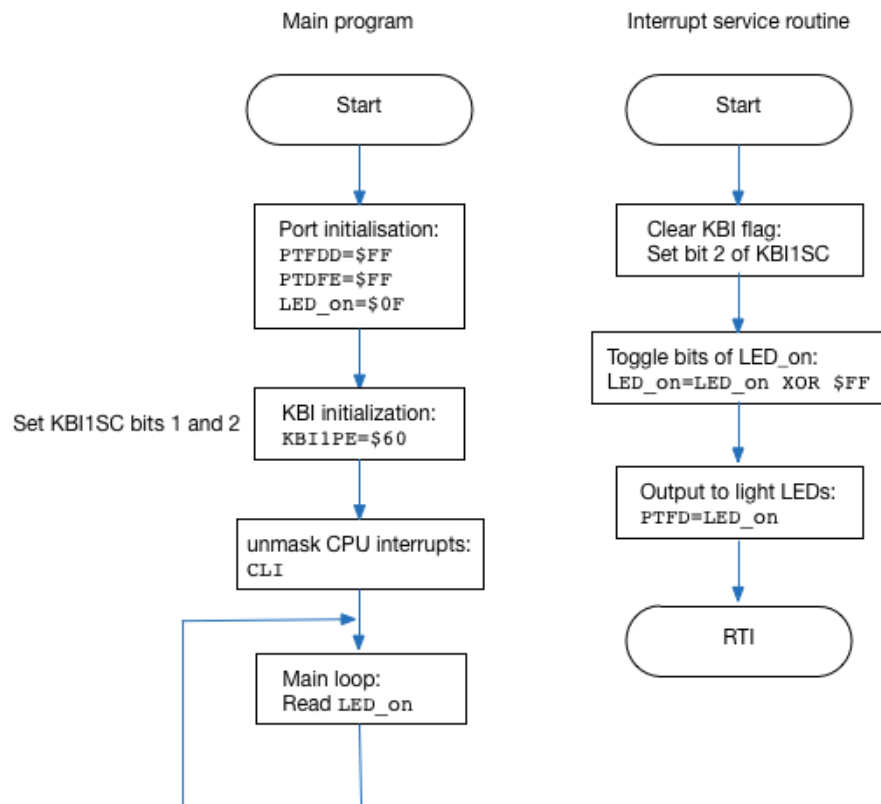 Main program
Start
Port initialisation:
PTFDD=$FF
PTDFE=$FF
LED_on=$0F
Set KBI1SC bits 1 and 2
KBI initialization:
KBI1PE=$60
unmask CPU interrupts:
CLI
Main loop:
Read LED_on
Interrupt service routine
Start
Clear KBI flag:
Set bit 2 of KBI1SC
Toggle bits of LED_on:
LED_on=LED_on XOR $FF
Output to light LEDs:
PTFD=LED_on
RTI